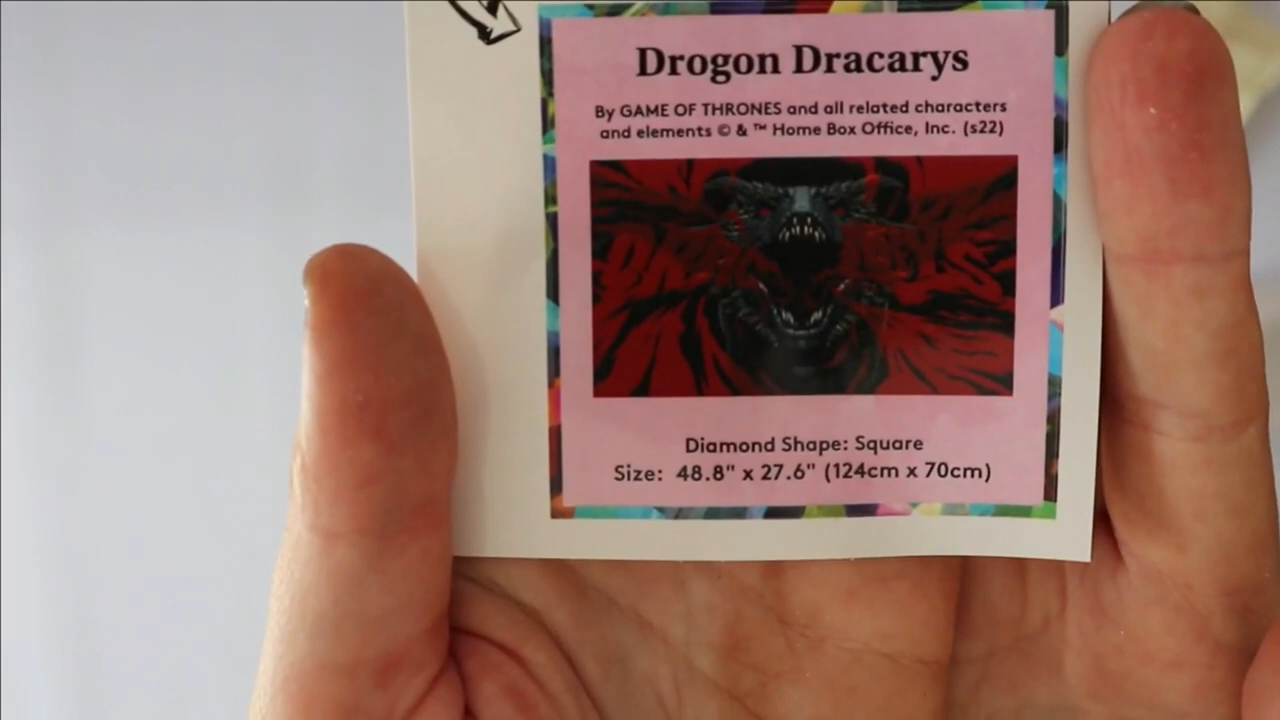 Drogon Dracarys
By GAME OF THRONES and all related characters
and elements © & ™ Home Box Office, Inc. (s22)
Diamond Shape: Square
Size: 48.8" x 27.6" (124cm x 70cm)